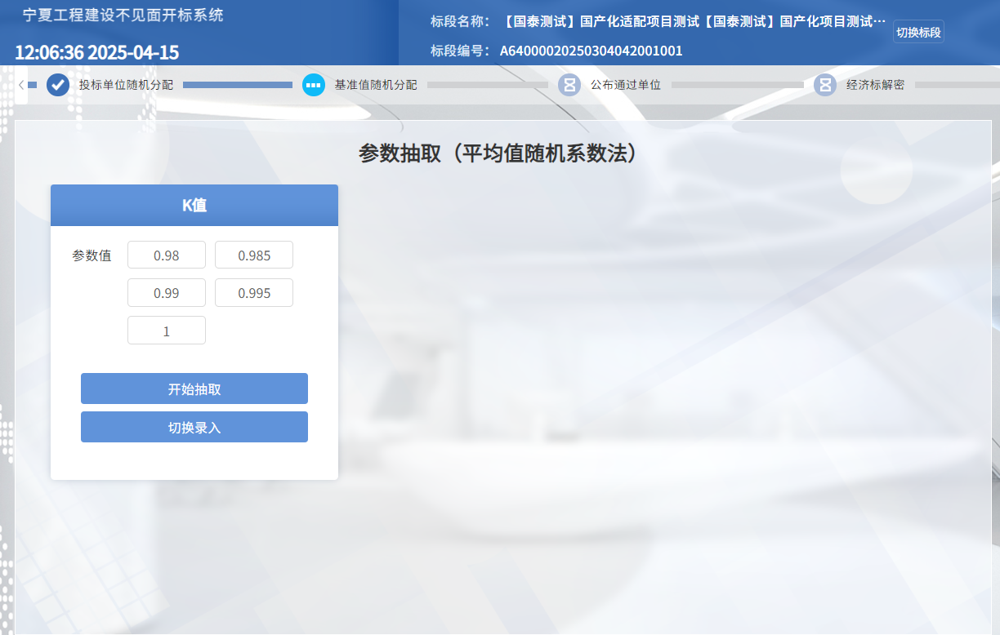 宁夏工程建设不见面开标系统
12:06:36 2025-04-15
标段名称： 【国泰测试】国产化适配项目测试【国泰测试】国产化项目测试…
切换标段
标段编号： A64000020250304042001001
投标单位随机分配
基准值随机分配
公布通过单位
经济标解密
参数抽取（平均值随机系数法）
K值
参数值 0.98 0.985
0.99 0.995
1
开始抽取
切换录入